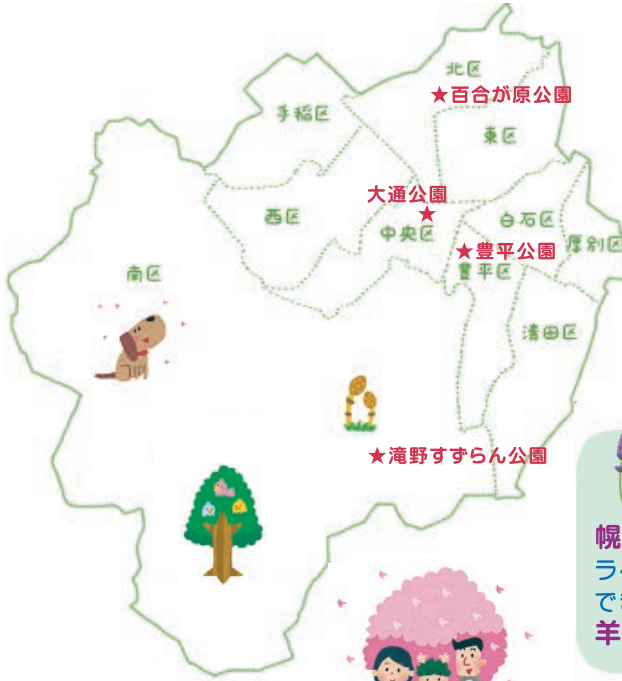 北区
★百合が原公園
手稲区
東区
大通公園
★
西区
白石区
中央区
厚別区
★豊平公園
豊平区
南区
清田区
★滝野すずらん公園
幌
ラ
でき
羊